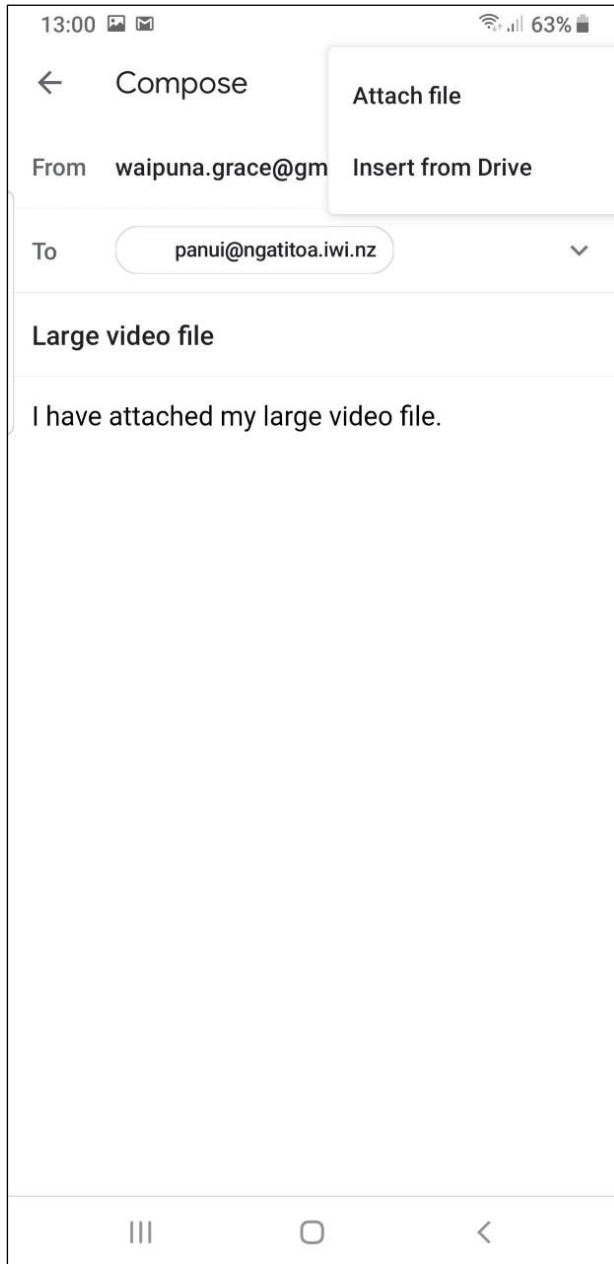 13:00 63%
Compose
Attach file
From waipuna.grace@gm
Insert from Drive
To panui@ngatitoa.iwi.nz
Large video file
I have attached my large video file.